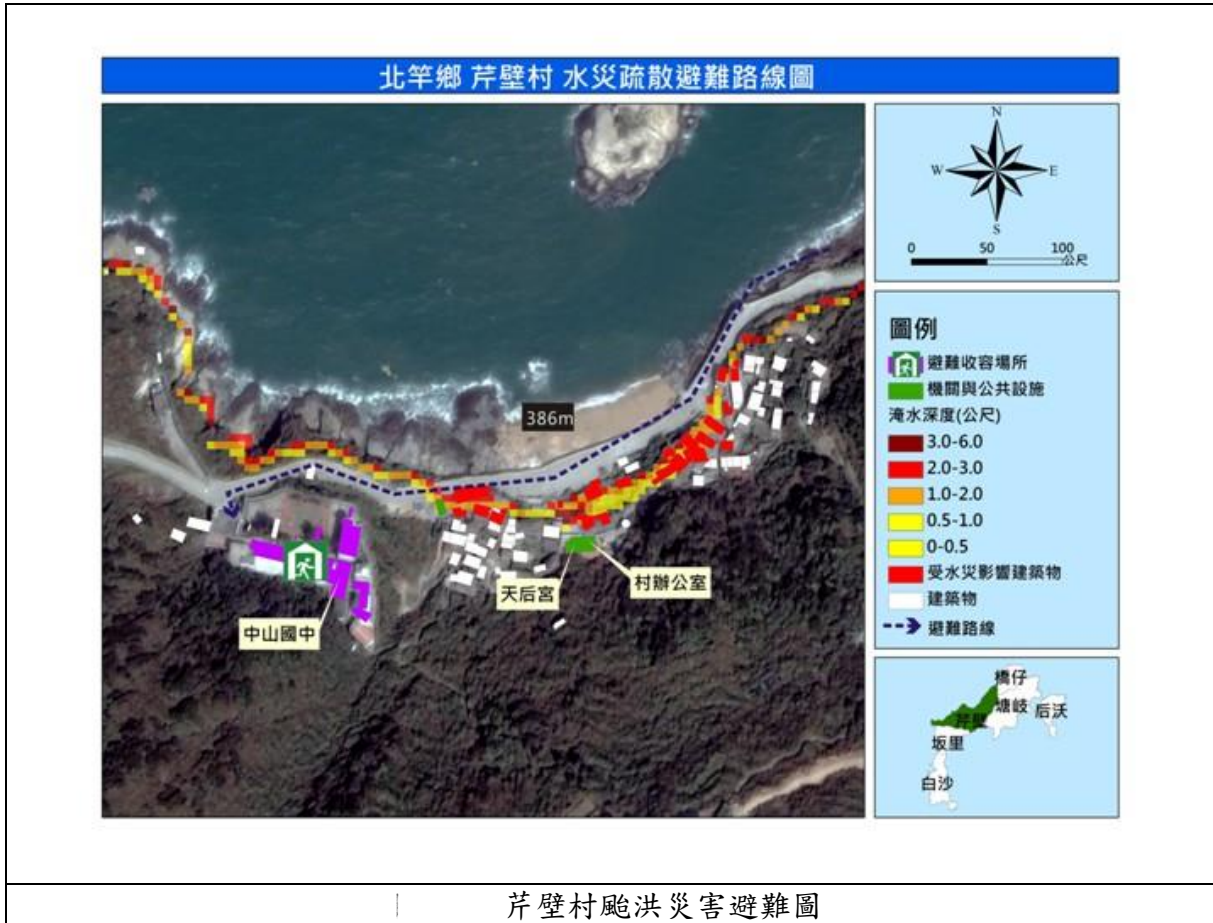 北竿鄉 芹壁村 水災疏散避難路線圖
N
W
E
S
0 50 100
公尺
386m
天后宮
村辦公室
中山國中
圖例
避難收容場所
機關與公共設施
淹水深度(公尺)
3.0-6.0
2.0-3.0
1.0-2.0
0.5-1.0
0-0.5
受水災影響建築物
建築物
避難路線
橋仔
塘岐
后沃
芹壁
坂里
白沙
芹壁村颱洪災害避難圖